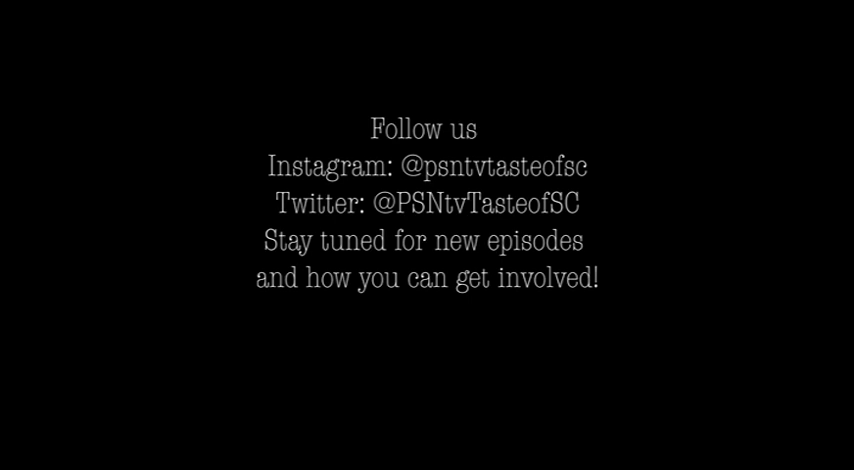 Follow us
Instagram: @psntvtasteofsc
Twitter: @PSNtvTasteofSC
Stay tuned for new episodes
and how you can get involved!